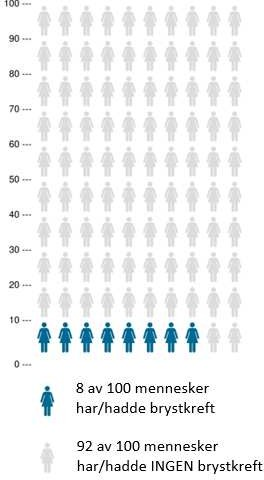 100 ---
90 ---
80 ---
70 ---
60 ---
50 ---
40 ---
30 ---
20 ---
10 ---
0 ---
8 av 100 mennesker
har/hadde brystkreft
92 av 100 mennesker
har/hadde INGEN brystkreft